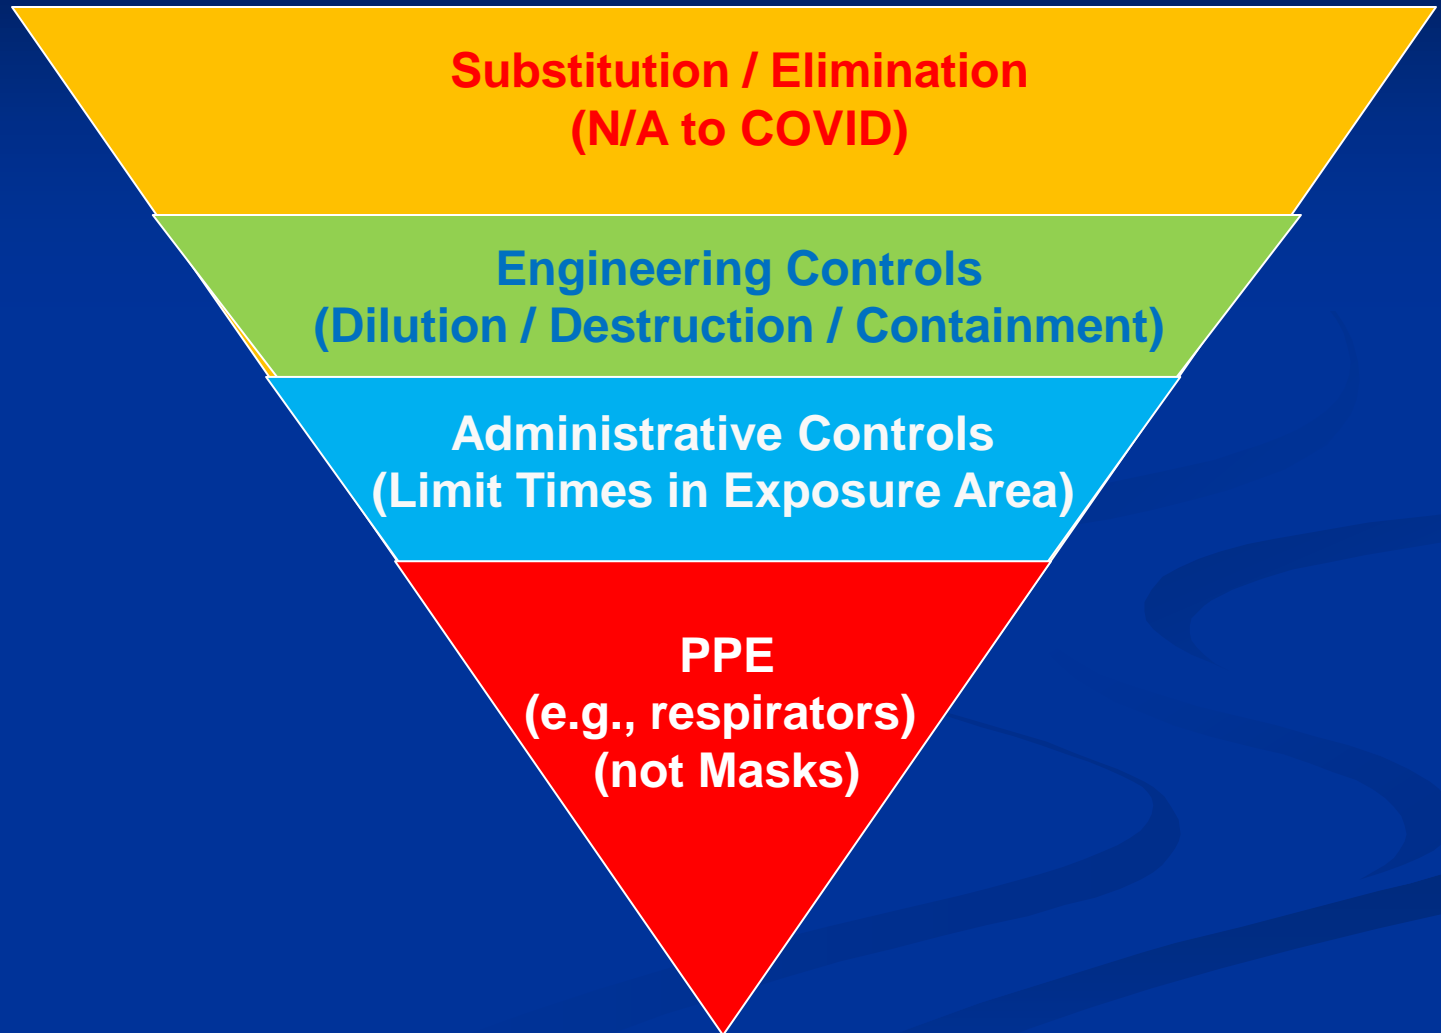 Substitution / Elimination
(N/A to COVID)
Engineering Controls
(Dilution / Destruction / Containment)
Administrative Controls
(Limit Times in Exposure Area)
PPE
(e.g., respirators)
(not Masks)